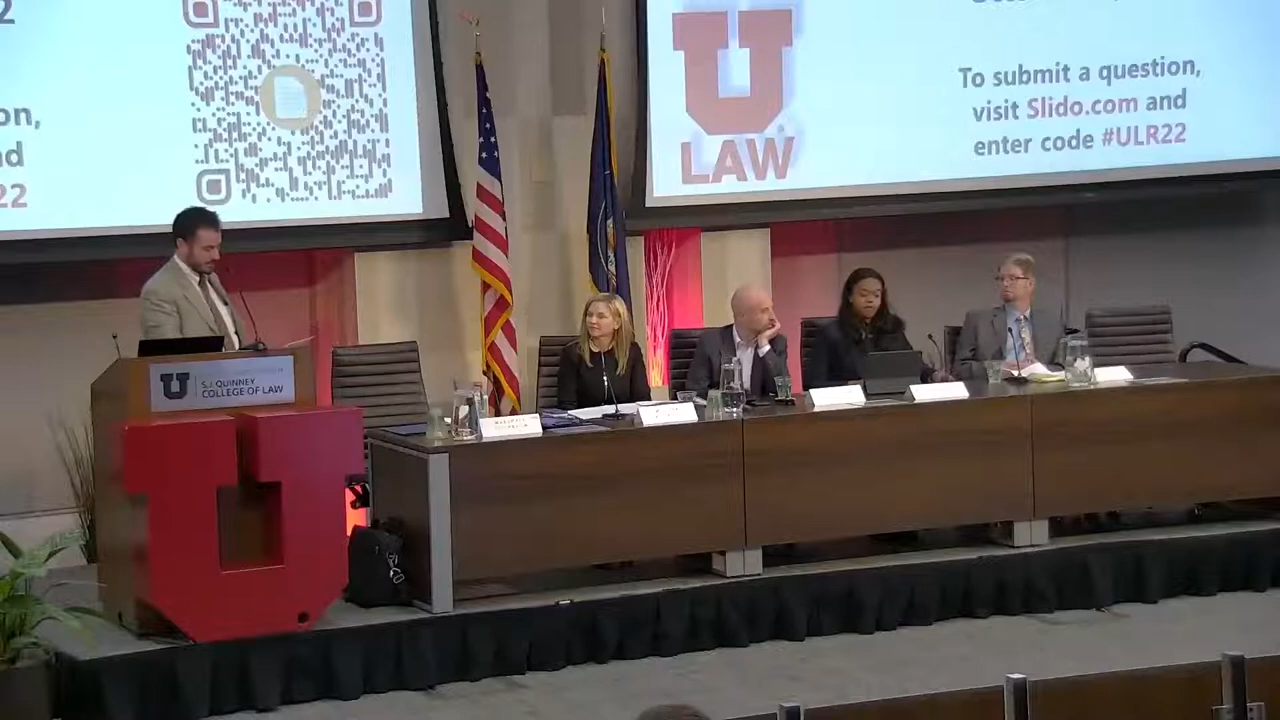 2
on,
nd
22
U
LAW
To submit a question,
visit Slido.com and
enter code #ULR22
U
S.J. QUINNEY
COLLEGE OF LAW
U